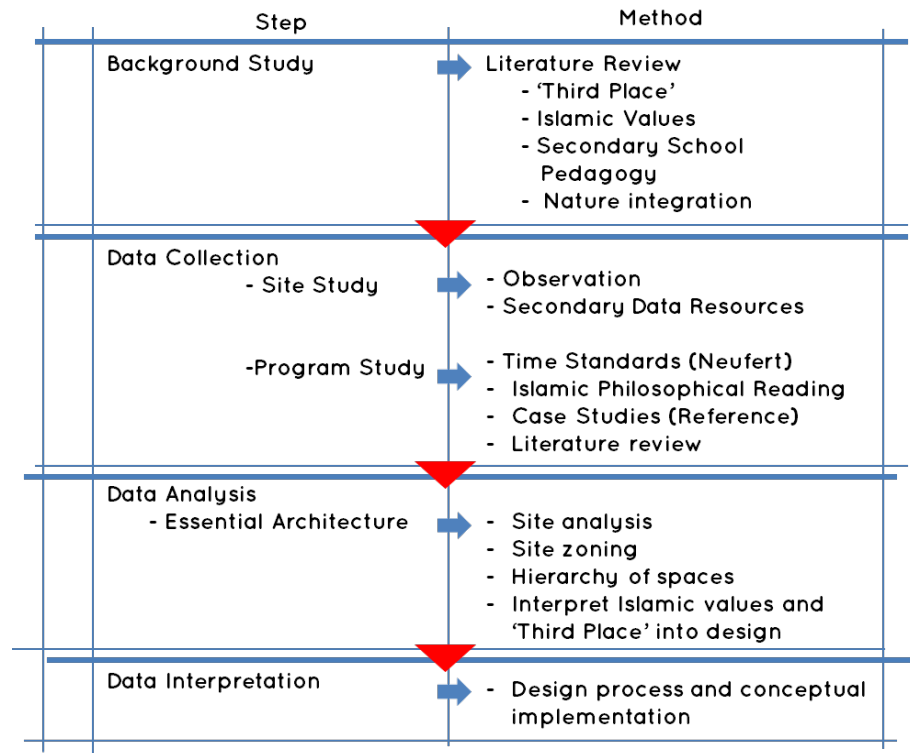 Step
Method
Background Study
Literature Review
- ‘Third Place’
- Islamic Values
- Secondary School
Pedagogy
- Nature integration
Data Collection
- Site Study
- Observation
- Secondary Data Resources
-Program Study
- Time Standards (Neufert)
- Islamic Philosophical Reading
- Case Studies (Reference)
- Literature review
Data Analysis
- Essential Architecture
- Site analysis
- Site zoning
- Hierarchy of spaces
- Interpret Islamic values and
‘Third Place’ into design
Data Interpretation
- Design process and conceptual
implementation